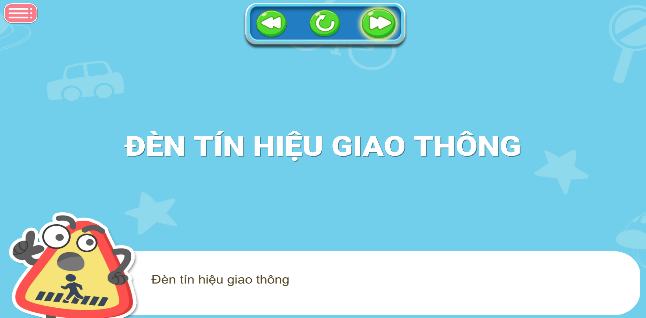 ĐÈN TÍN HIỆU GIAO THÔNG
Đèn tín hiệu giao thông